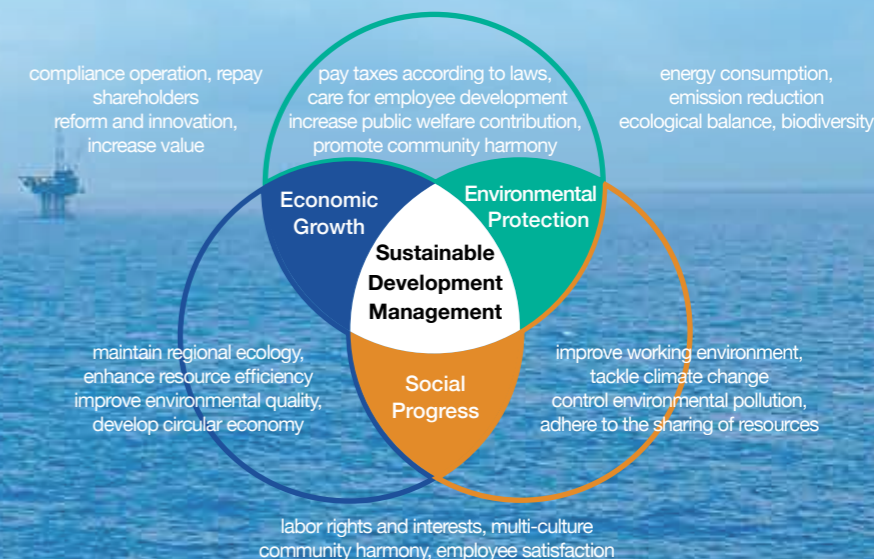 compliance operation, repay
shareholders
reform and innovation,
increase value
pay taxes according to laws,
care for employee development
increase public welfare contribution,
promote community harmony
energy consumption,
emission reduction
ecological balance, biodiversity
Economic
Growth
Environmental
Protection
Sustainable
Development
Management
maintain regional ecology,
enhance resource efficiency
improve environmental quality,
develop circular economy
Social
Progress
improve working environment,
tackle climate change
control environmental pollution,
adhere to the sharing of resources
labor rights and interests, multi-culture
community harmony, employee satisfaction